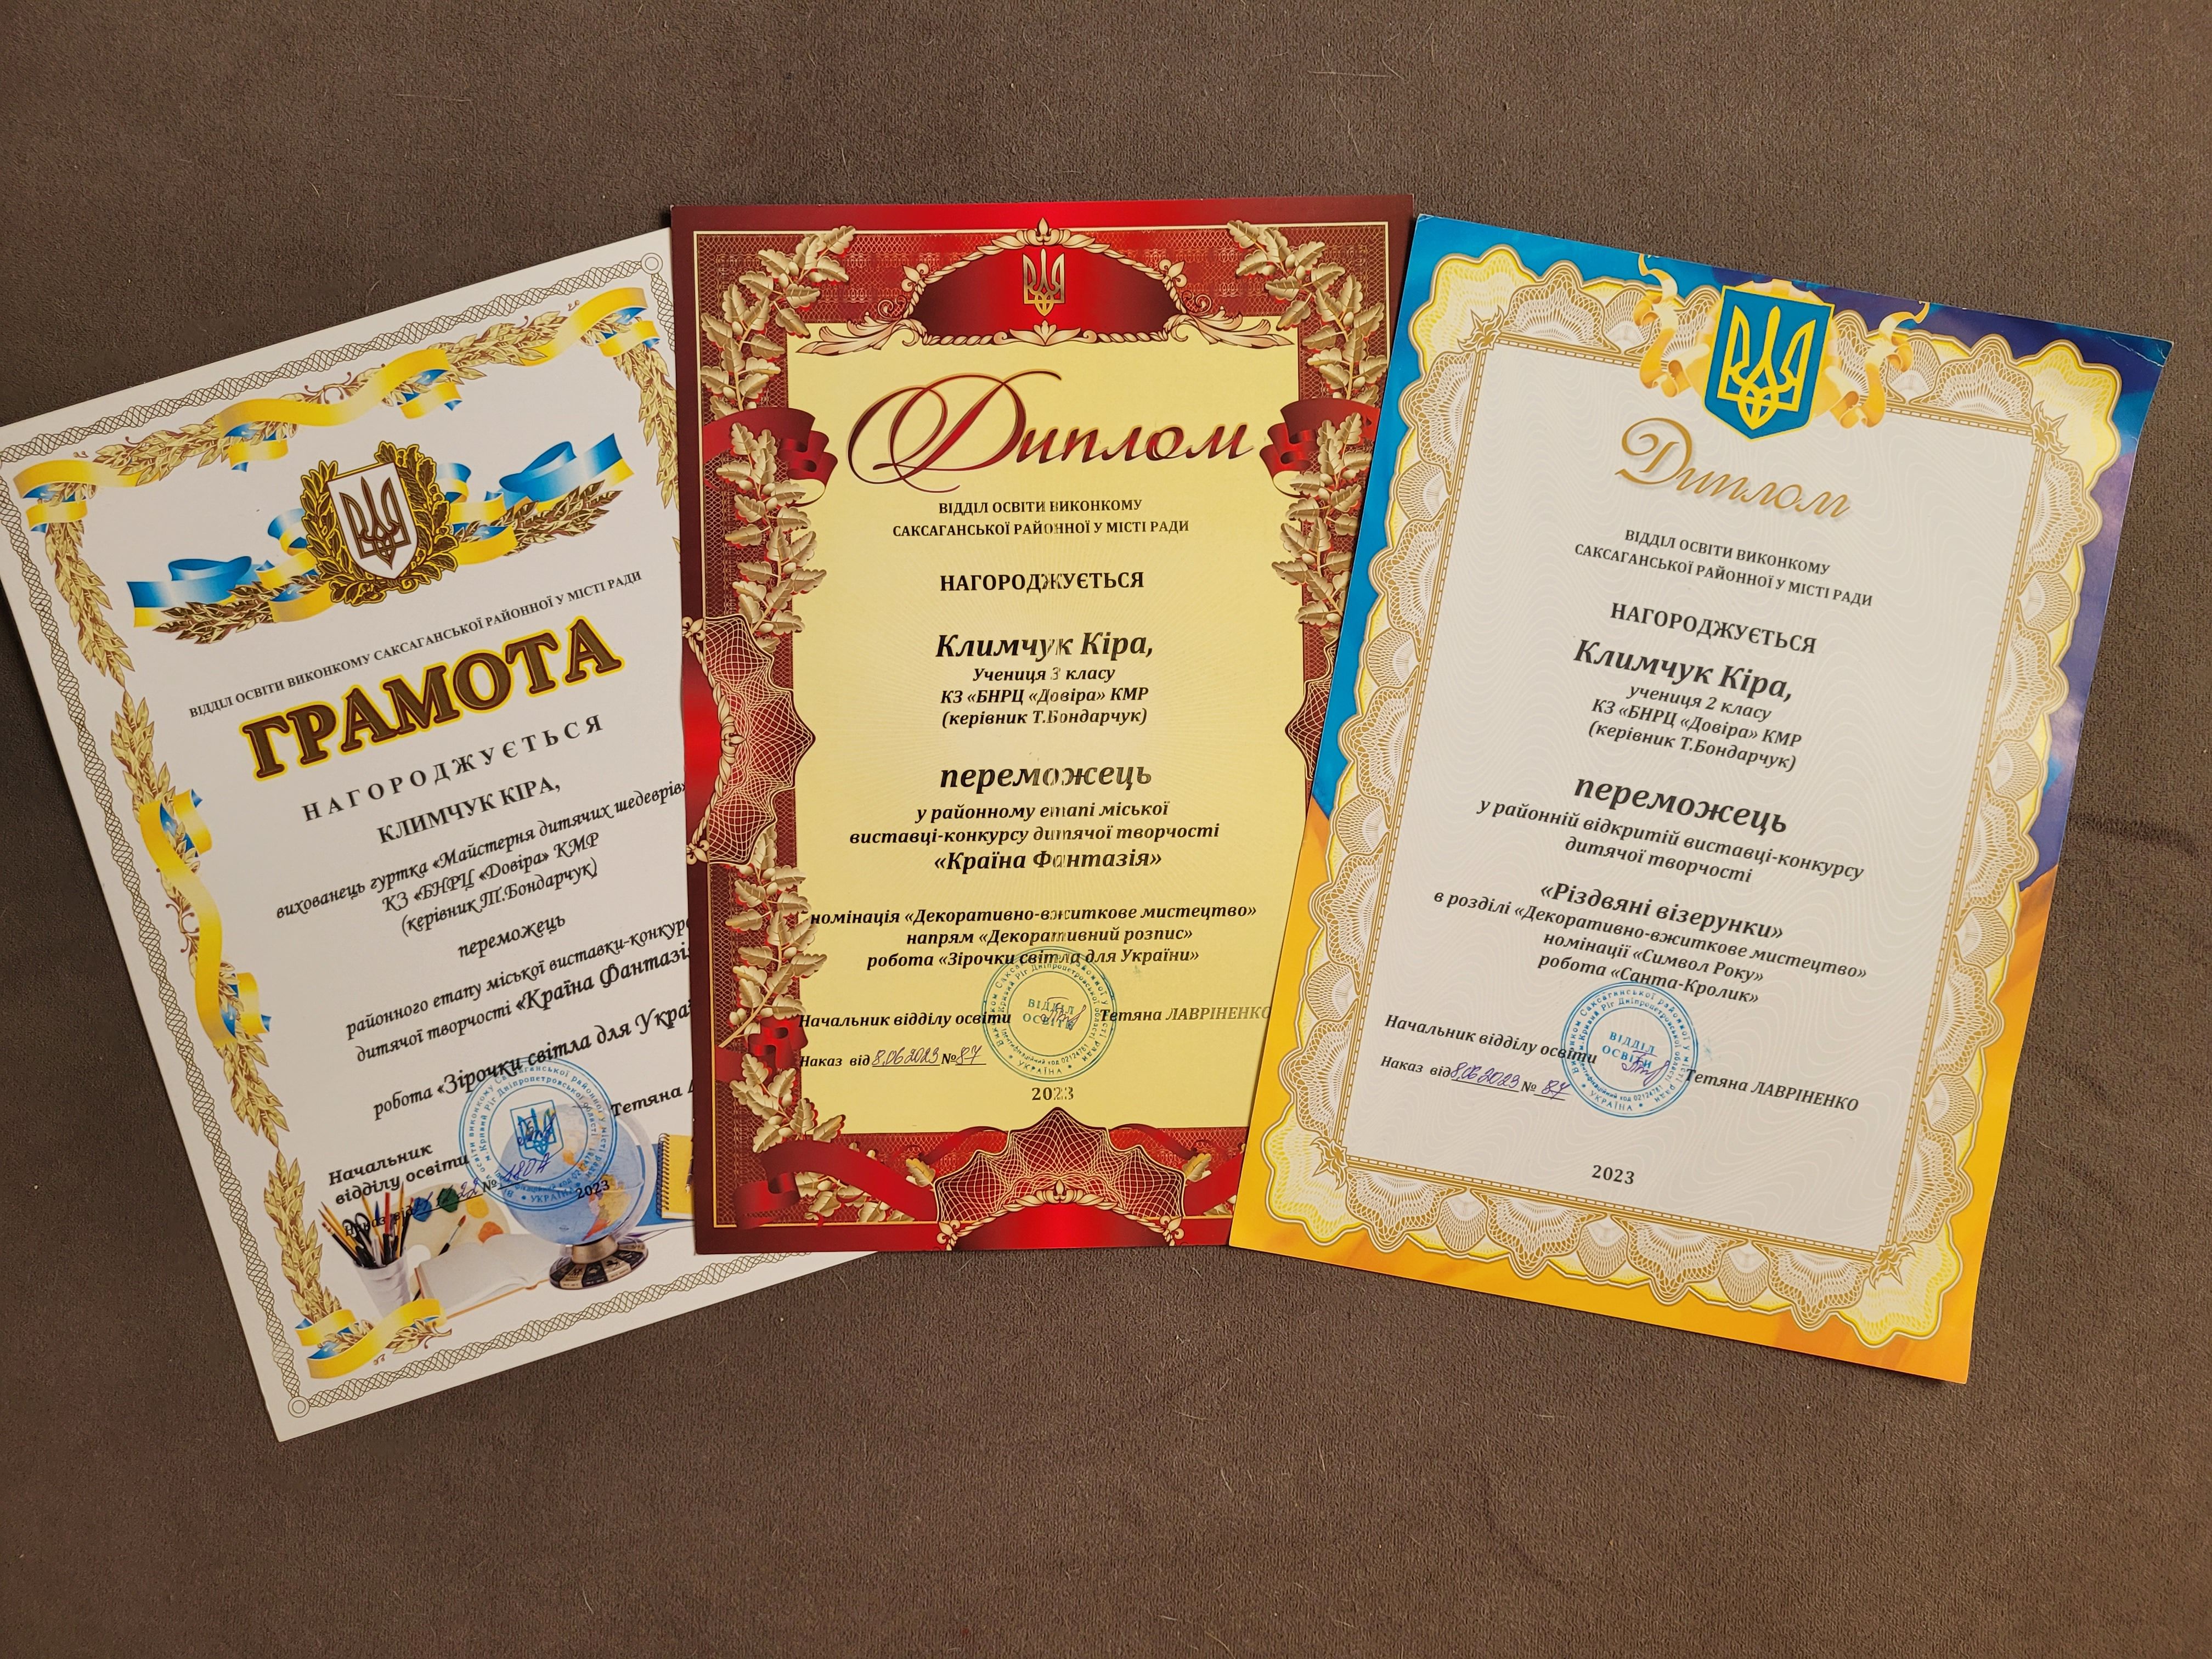 ВІДДІЛ ОСВІТИ ВИКОНКОМУ САКСАГАНСЬКОЇ РАЙОННОЇ У МІСТІ РАДИ
ГРАМОТА
НАГОРОДЖУЄТЬСЯ
КЛИМЧУК КІРА,
вихованець гуртка «Майстерня дитячих шедеврів»
КЗ «БНРЦ «Довіра» КМР
(керівник Т.Бондарчук)
переможець
районного етапу міської виставки-конкурс
дитячої творчості «Країна Фантазія
робота «Зірочки світла для Укра
Начальник
відділу освіти
Тетяна
Наказ від
№ 180А
2023
Диплом
ВІДДІЛ ОСВІТИ ВИКОНКОМУ
САКСАГАНСЬКОЇ РАЙОННОЇ У МІСТІ РАДИ
НАГОРОДЖУЄТЬСЯ
Климчук Кіра,
Учениця 3 класу
КЗ «БНРЦ «Довіра» КМР
(керівник Т.Бондарчук)
переможець
у районному етапі міської
виставці-конкурсу дитячої творчості
«Країна Фантазія»
номінація «Декоративно-вжиткове мистецтво»
напрям «Декоративний розпис»
робота «Зірочки світла для України»
Начальник відділу освіти Тетяна ЛАВРІНЕНКО
ВІДДІЛ
ОСВІТИ
Наказ від 8.06.2023 № 87
2023
Диплом
ВІДДІЛ ОСВІТИ ВИКОНКОМУ
САКСАГАНСЬКОЇ РАЙОННОЇ У МІСТІ РАДИ
НАГОРОДЖУЄТЬСЯ
Климчук Кіра,
учениця 2 класу
КЗ «БНРЦ «Довіра» КМР
(керівник Т.Бондарчук)
переможець
у районній відкритій виставці-конкурсу
дитячої творчості
«Різдвяні візерунки»
в розділі «Декоративно-вжиткове мистецтво»
номінації «Символ Року»
робота «Санта-Кролик»
Начальник відділу освіти Тетяна ЛАВРІНЕНКО
ВІДДІЛ
ОСВІТИ
Наказ від 8.06.2023 № 87
2023